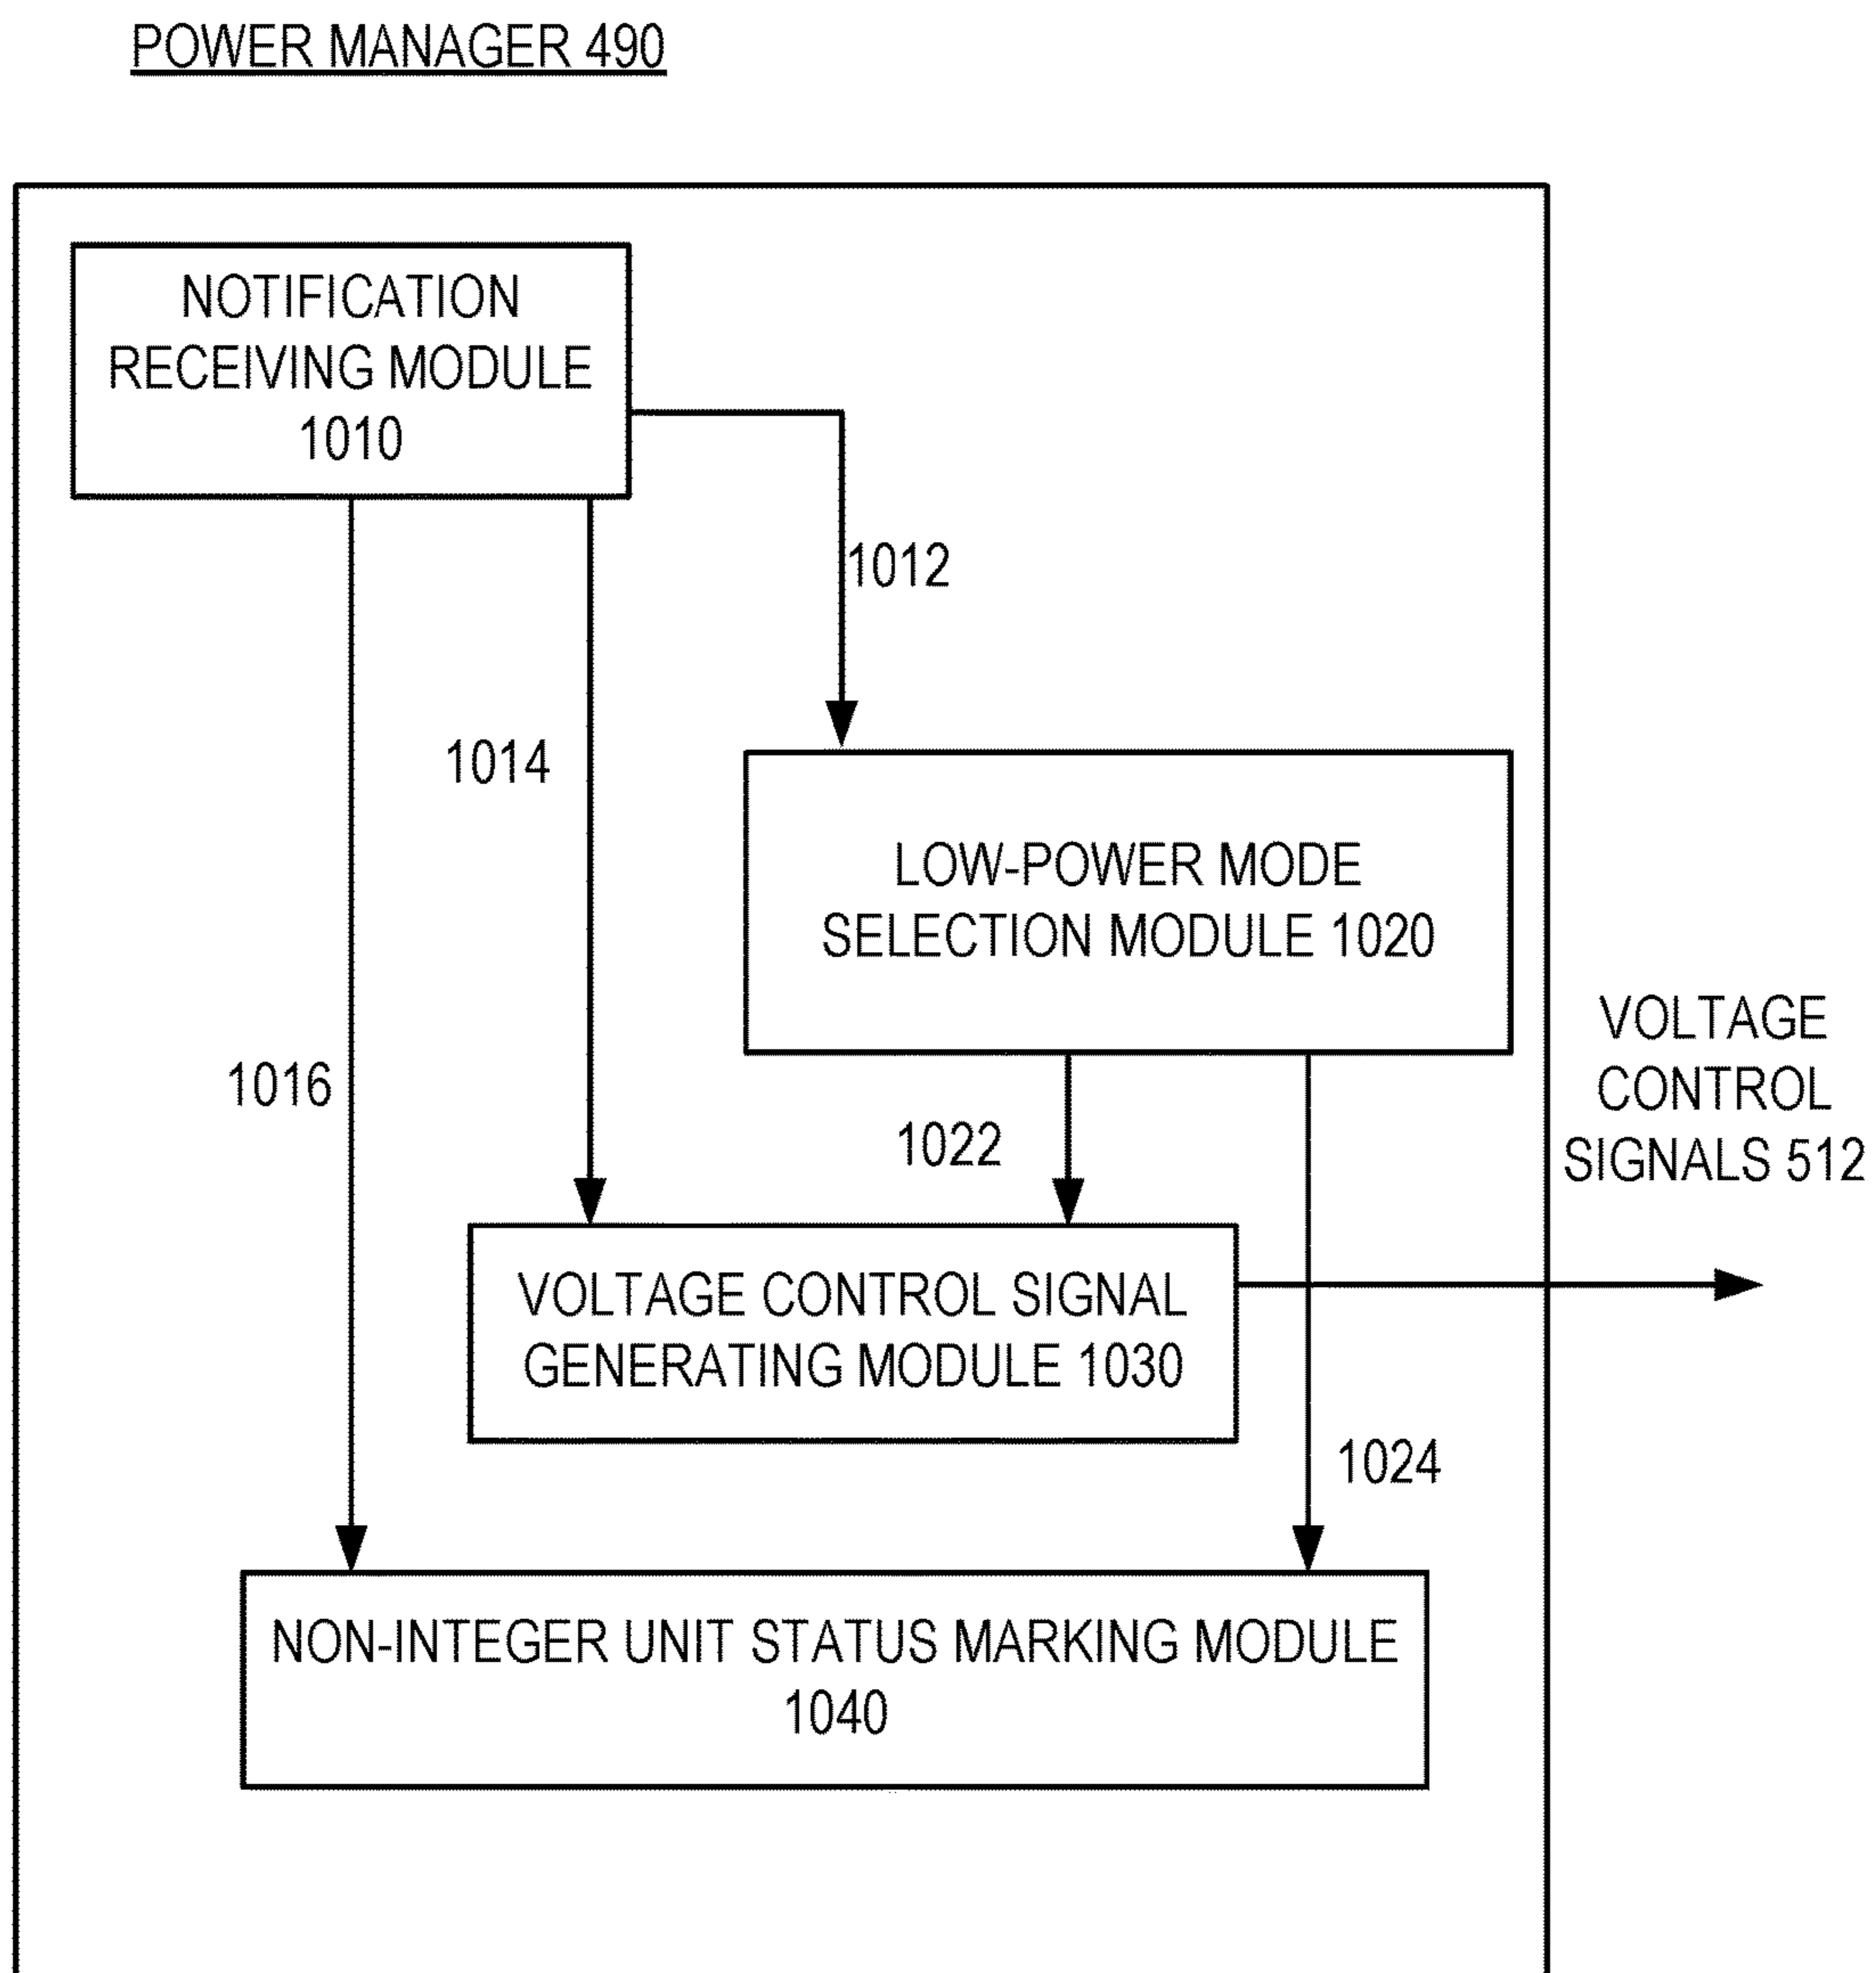 POWER MANAGER 490
NOTIFICATION
RECEIVING MODULE
1010
1012
1014
LOW-POWER MODE
SELECTION MODULE 1020
VOLTAGE
CONTROL
SIGNALS 512
1016
1022
VOLTAGE CONTROL SIGNAL
GENERATING MODULE 1030
1024
NON-INTEGER UNIT STATUS MARKING MODULE
1040